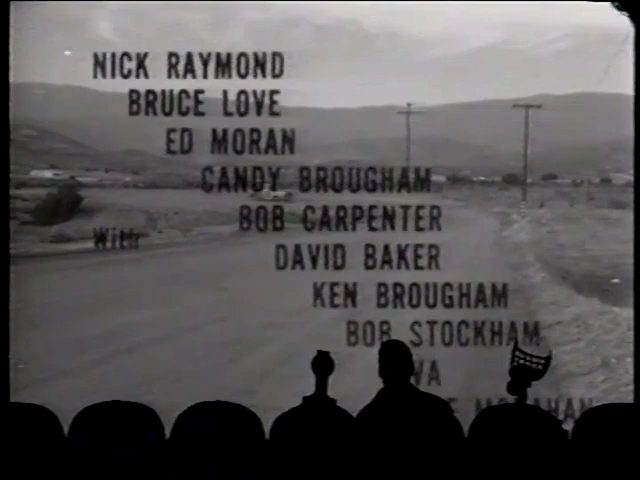 NICK RAYMOND
BRUCE LOVE
ED MORAN
CANDY BROUGHAM
With BOB CARPENTER
DAVID BAKER
KEN BROUGHAM
BOB STOCKHAM